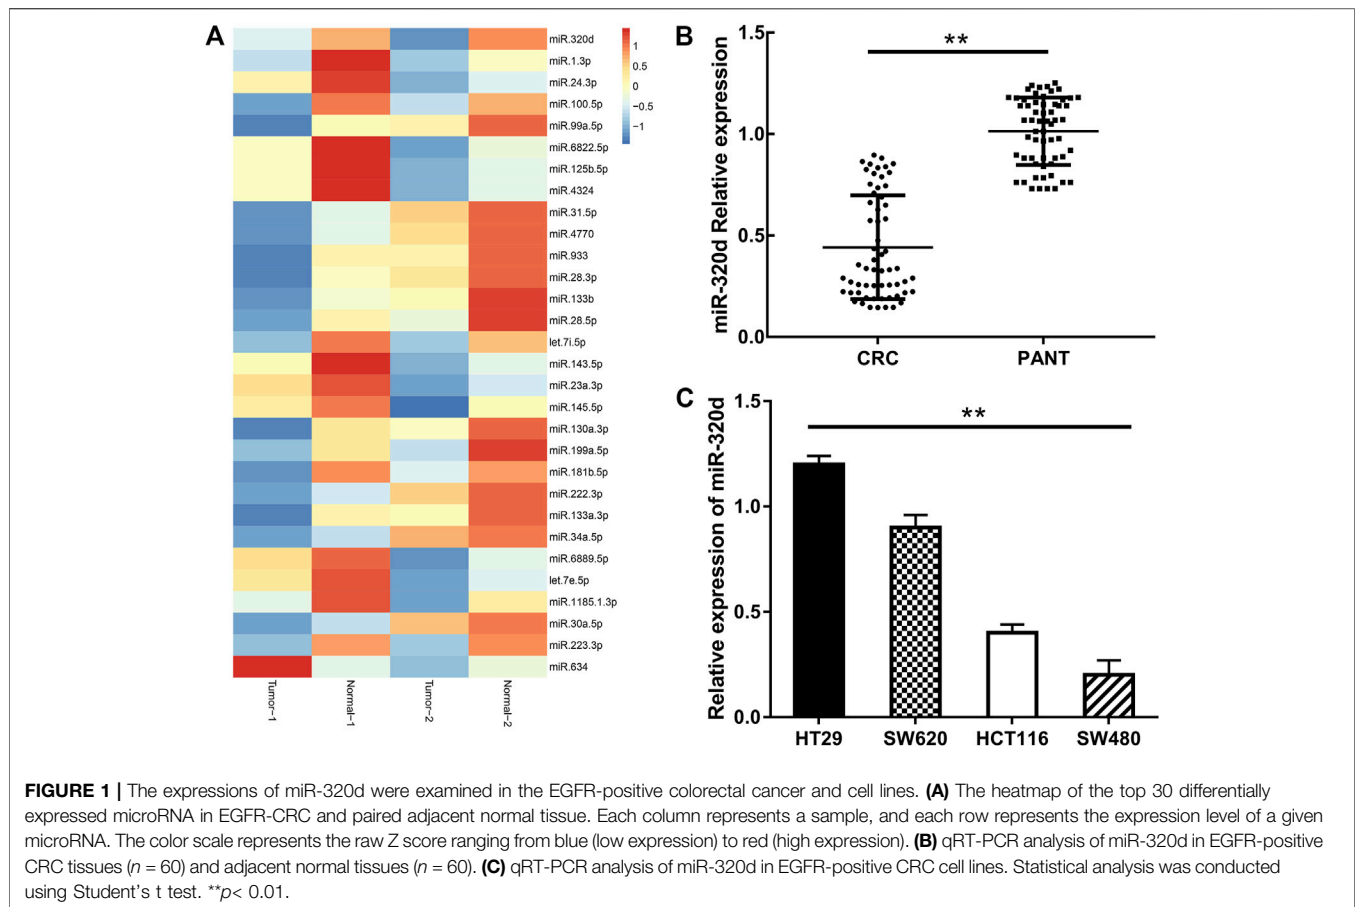 A
miR.320d
miR.1.3p
miR.24.3p
miR.100.5p
miR.99a.5p
miR.6822.5p
miR.125b.5p
miR.4324
miR.31.5p
miR.4770
miR.933
miR.28.3p
miR.133b
miR.28.5p
let.7i.5p
miR.143.5p
miR.23a.3p
miR.145.5p
miR.130a.3p
miR.199a.5p
miR.181b.5p
miR.222.3p
miR.133a.3p
miR.34a.5p
miR.6889.5p
let.7e.5p
miR.1185.1.3p
miR.30a.5p
miR.223.3p
miR.634
1
0.5
0
−0.5
−1
Tumor−1
Normal−1
Tumor−2
Normal−2
B
miR-320d Relative expression
1.5
1.0
0.5
0.0
**
CRC
PANT
C
Relative expression of miR-320d
1.5
1.0
0.5
0.0
**
HT29
SW620
HCT116
SW480
FIGURE 1 | The expressions of miR-320d were examined in the EGFR-positive colorectal cancer and cell lines. (A) The heatmap of the top 30 differentially
expressed microRNA in EGFR-CRC and paired adjacent normal tissue. Each column represents a sample, and each row represents the expression level of a given
microRNA. The color scale represents the raw Z score ranging from blue (low expression) to red (high expression). (B) qRT-PCR analysis of miR-320d in EGFR-positive
CRC tissues (n = 60) and adjacent normal tissues (n = 60). (C) qRT-PCR analysis of miR-320d in EGFR-positive CRC cell lines. Statistical analysis was conducted
using Student's t test. **p< 0.01.